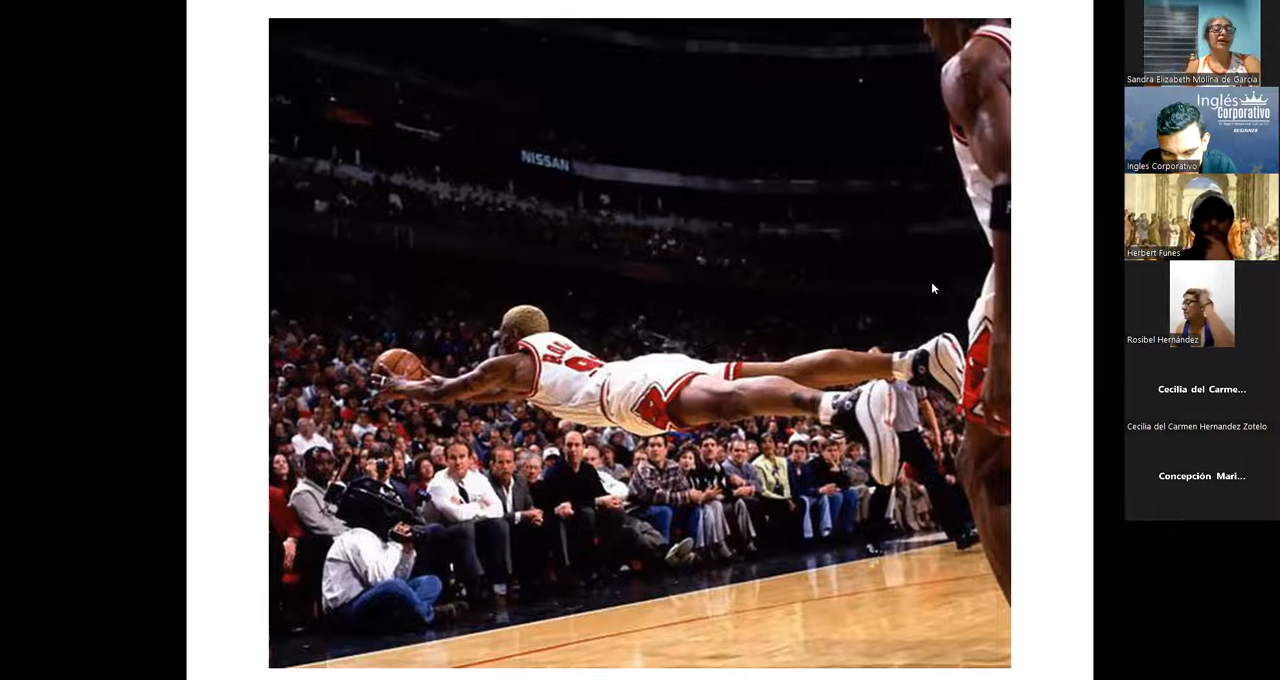 NISSAN
Sandra Elizabeth Molina de García
Inglés
Corporativo
BEGINNER
Ingles Corporativo
Herbert Funes
Rosibel Hernández
Cecilia del Carme...
Cecilia del Carmen Hernandez Zotelo
Concepción Mari...